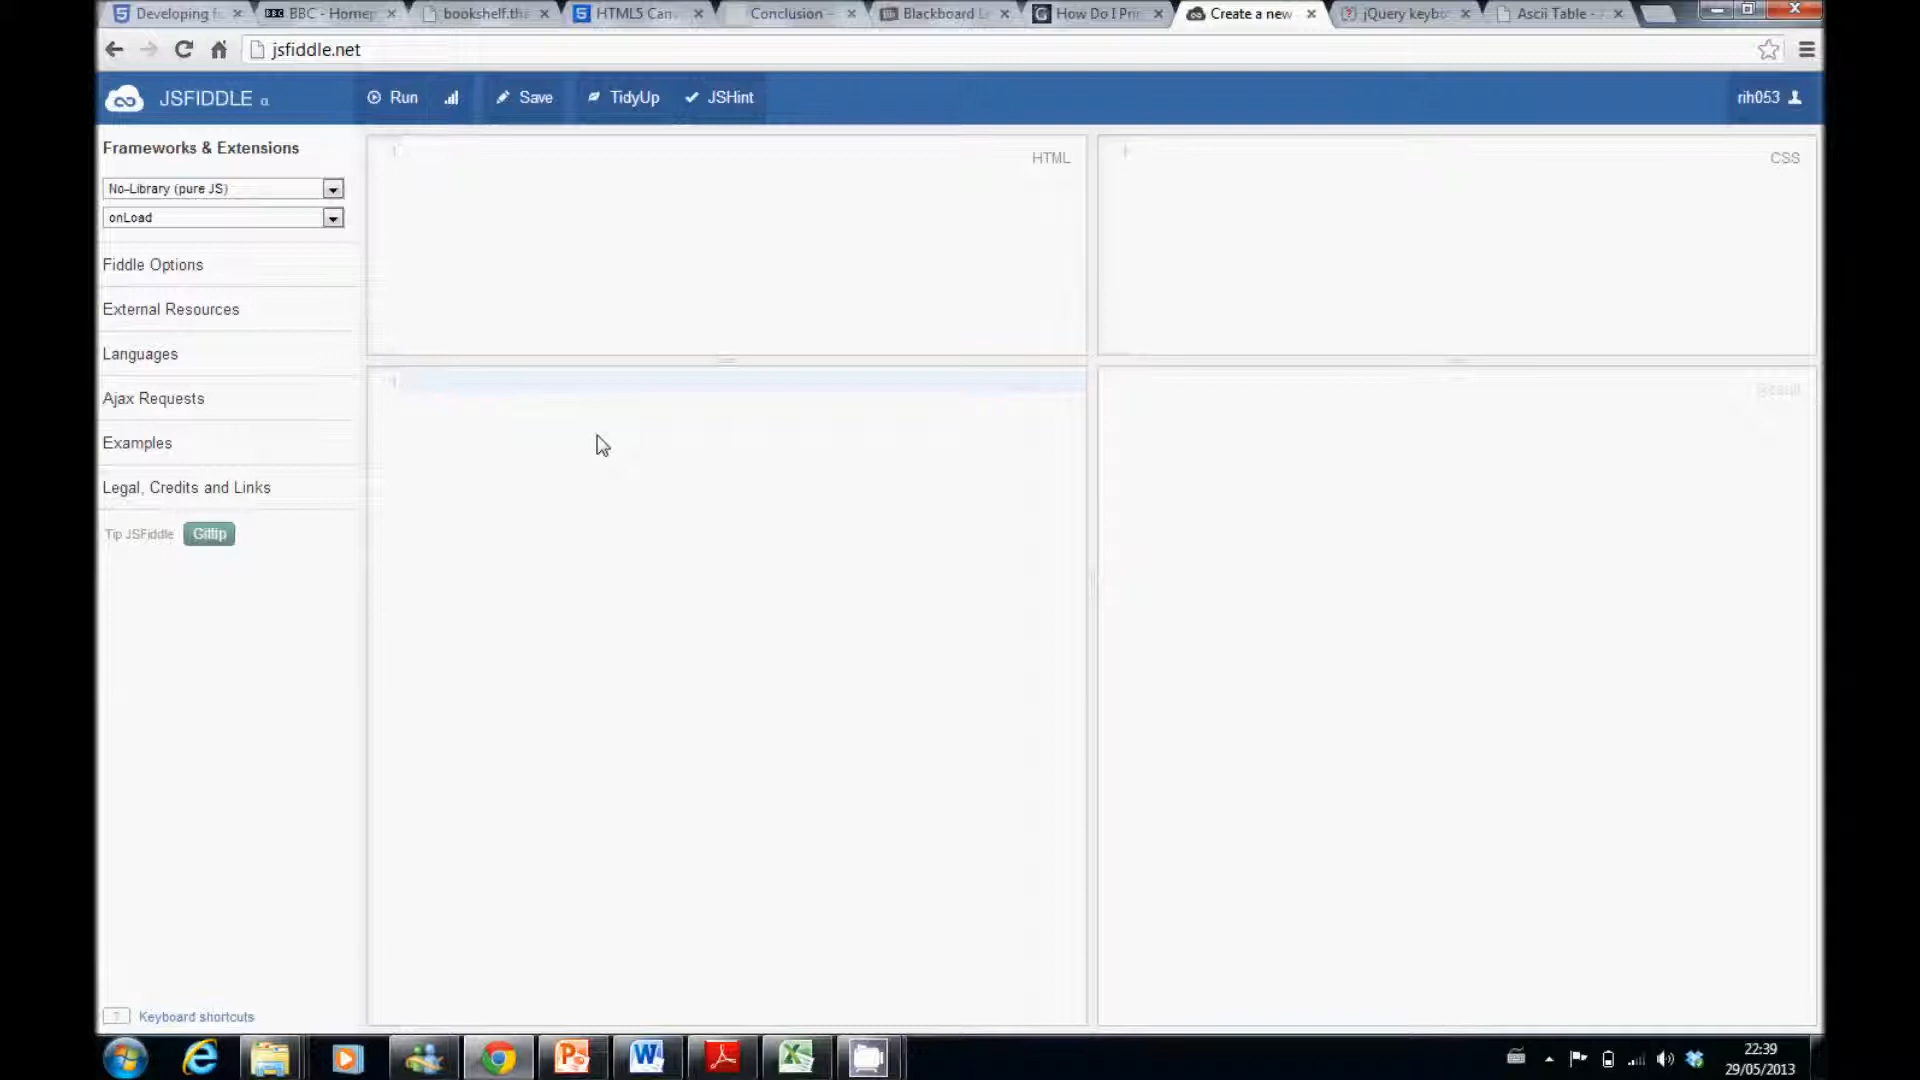 Developing f
BBC - Home
bookshelf.th
HTML5 Can
Conclusion –
Blackboard L
How Do I Pri
Create a new
jQuery keyb
Ascii Table -
jsfiddle.net
JSFIDDLE α
Run
Save
TidyUp
JSHint
rih053
Frameworks & Extensions
No-Library (pure JS)
onLoad
Fiddle Options
External Resources
Languages
Ajax Requests
Examples
Legal, Credits and Links
Tip JSFiddle Gittip
HTML
CSS
Result
? Keyboard shortcuts
22:39
29/05/2013